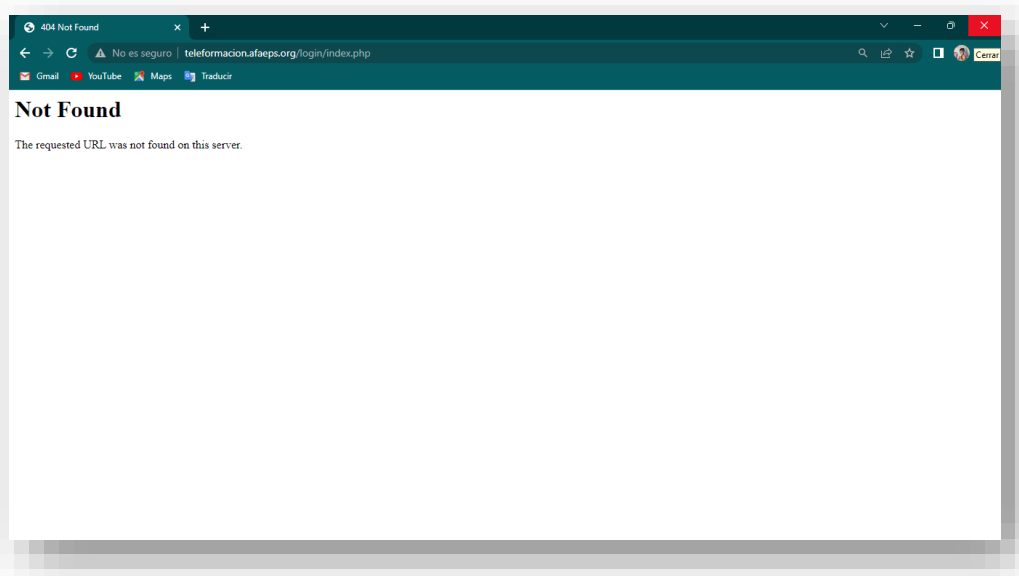 404 Not Found
No es seguro | teleformacion.afaeps.org/login/index.php
Cerrar
Gmail YouTube Maps Traducir
Not Found
The requested URL was not found on this server.